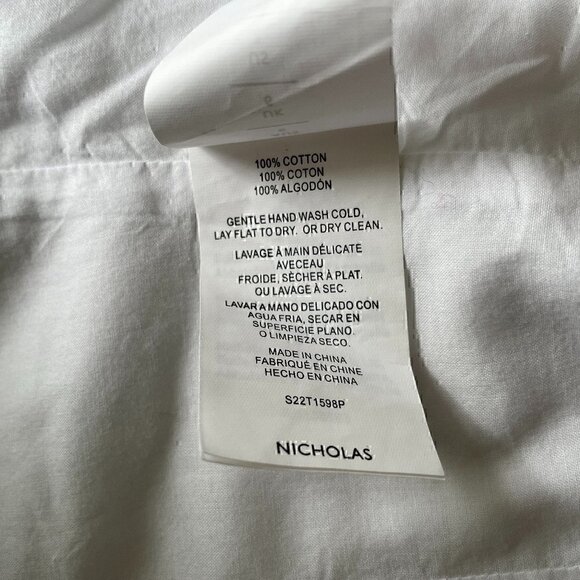 100% COTTON
100% COTON
100% ALGODÓN
GENTLE HAND WASH COLD,
LAY FLAT TO DRY. OR DRY CLEAN.
LAVAGE À MAIN DÉLICATE
AVECEAU
FROIDE, SÈCHER À PLAT.
OU LAVAGE À SEC.
LAVAR A MANO DELICADO CÓN
AGUA FRIA, SECAR EN
SUPERFICIE PLANO.
O LIMPIEZA SECO.
MADE IN CHINA
FABRIQUÉ EN CHINE
HECHO EN CHINA
S22T1598P
NICHOLAS